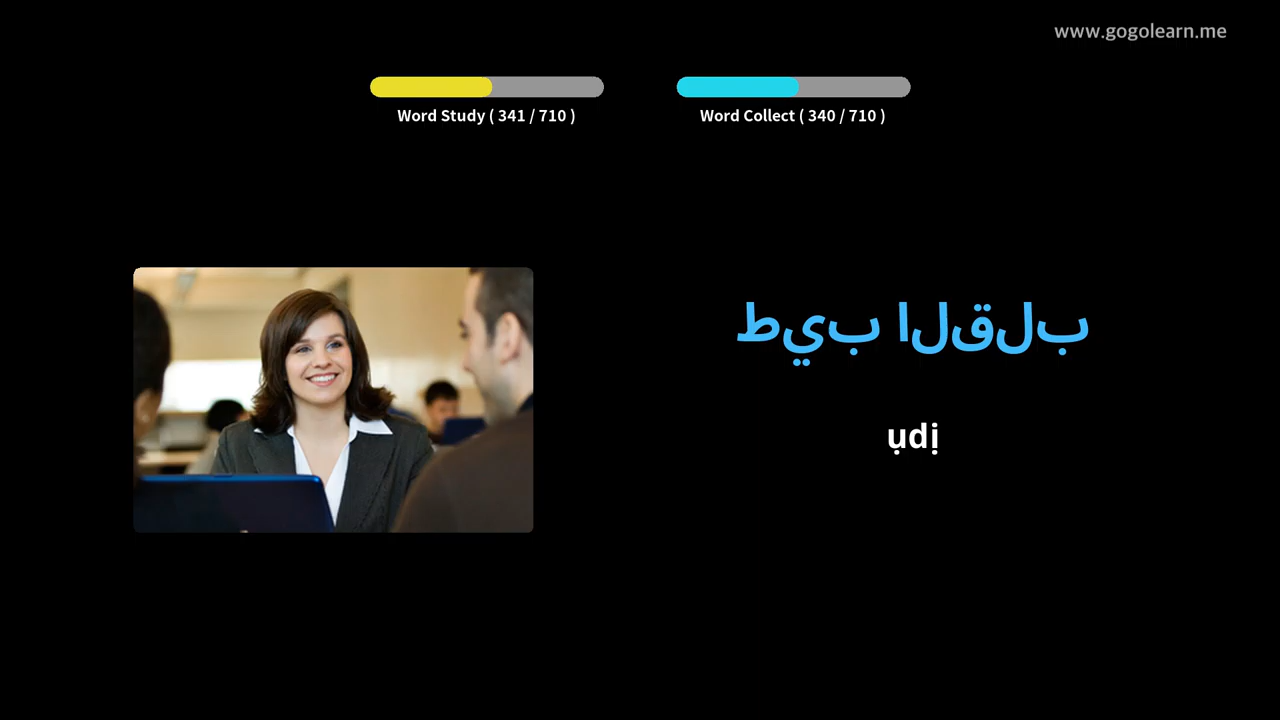 www.gogolearn.me
Word Study ( 341 / 710 )
Word Collect ( 340 / 710 )
طيب القلب
ụdị